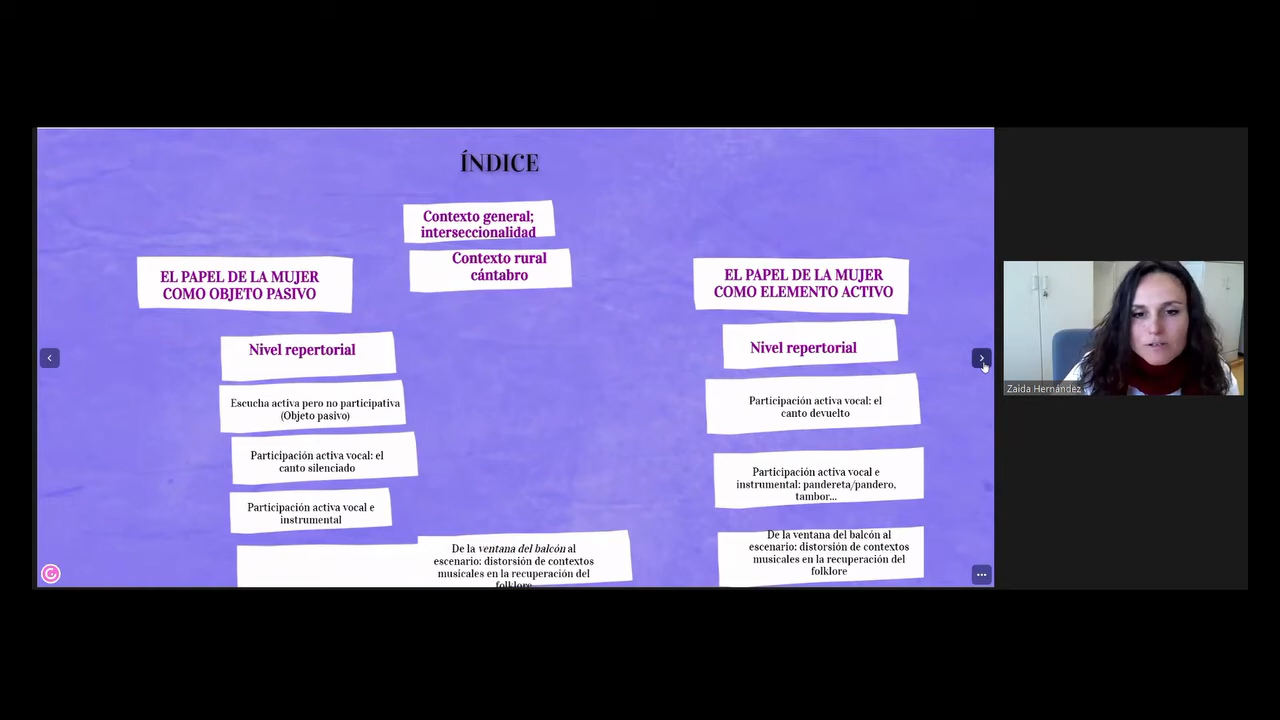 ÍNDICE
Contexto general;
interseccionalidad
Contexto rural
cántabro
EL PAPEL DE LA MUJER
COMO OBJETO PASIVO
Nivel repertorial
Escucha activa pero no participativa
(Objeto pasivo)
Participación activa vocal: el
canto silenciado
Participación activa vocal e
instrumental
De la ventana del balcón al
escenario: distorsión de contextos
musicales en la recuperación del
folklore
EL PAPEL DE LA MUJER
COMO ELEMENTO ACTIVO
Nivel repertorial
Participación activa vocal: el
canto devuelto
Participación activa vocal e
instrumental: pandereta/pandero,
tambor...
De la ventana del balcón al
escenario: distorsión de contextos
musicales en la recuperación del
folklore
Zaida Hernández